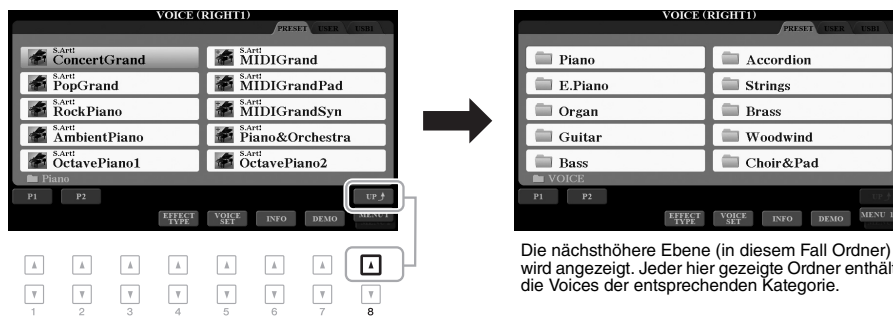 VOICE (RIGHT1)
PRESET USER USB1
S.Art! ConcertGrand
S.Art! MIDIGrand
S.Art! PopGrand
S.Art! MIDIGrandPad
S.Art! RockPiano
S.Art! MIDIGrandSyn
S.Art! AmbientPiano
S.Art! Piano&Orchestra
S.Art! OctavePiano1
S.Art! OctavePiano2
Piano
P1 P2 UP
EFFECT TYPE VOICE SET INFO DEMO
1 2 3 4 5 6 7 8
VOICE (RIGHT1)
PRESET USER USB1
Piano Accordion
E.Piano Strings
Organ Brass
Guitar Woodwind
Bass Choir&Pad
VOICE
P1 P2 UP
EFFECT TYPE VOICE SET INFO DEMO MENU
Die nächsthöhere Ebene (in diesem Fall Ordner)
wird angezeigt. Jeder hier gezeigte Ordner enthält
die Voices der entsprechenden Kategorie.